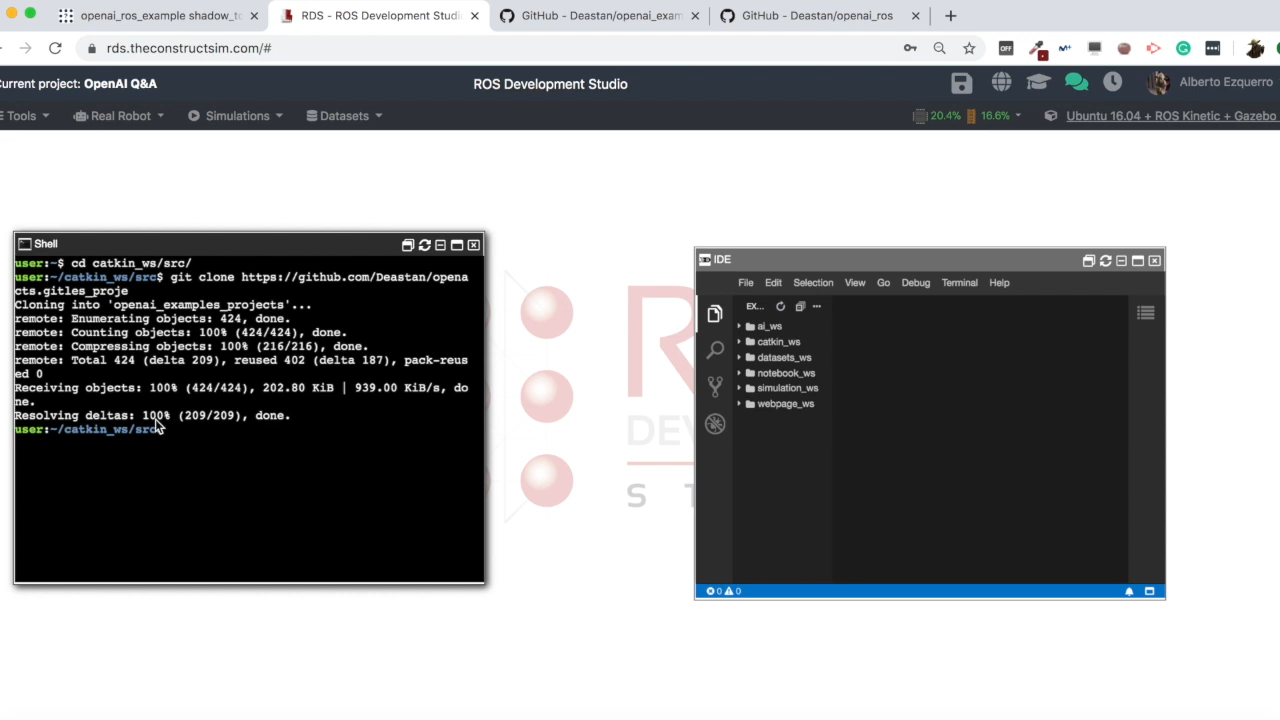 openai_ros_example shadow_to
RDS - ROS Development Studi
GitHub - Deastan/openai_exam
GitHub - Deastan/openai_ros
rds.theconstructsim.com/#
OFF
Current project: OpenAI Q&A
ROS Development Studio
Alberto Ezquerro
Tools
Real Robot
Simulations
Datasets
20.4%
16.6%
Ubuntu 16.04 + ROS Kinetic + Gazebo
Shell
user:~$ cd catkin_ws/src/
user:~/catkin_ws/src$ git clone https://github.com/Deastan/opena
cts.gitles_proje
Cloning into 'openai_examples_projects'...
remote: Enumerating objects: 424, done.
remote: Counting objects: 100% (424/424), done.
remote: Compressing objects: 100% (216/216), done.
remote: Total 424 (delta 209), reused 402 (delta 187), pack-reus
ed 0
Receiving objects: 100% (424/424), 202.80 KiB | 939.00 KiB/s, do
ne.
Resolving deltas: 100% (209/209), done.
user:~/catkin_ws/src
R
DEV
S T
IDE
File Edit Selection View Go Debug Terminal Help
EX...
ai_ws
catkin_ws
datasets_ws
notebook_ws
simulation_ws
webpage_ws
0 0